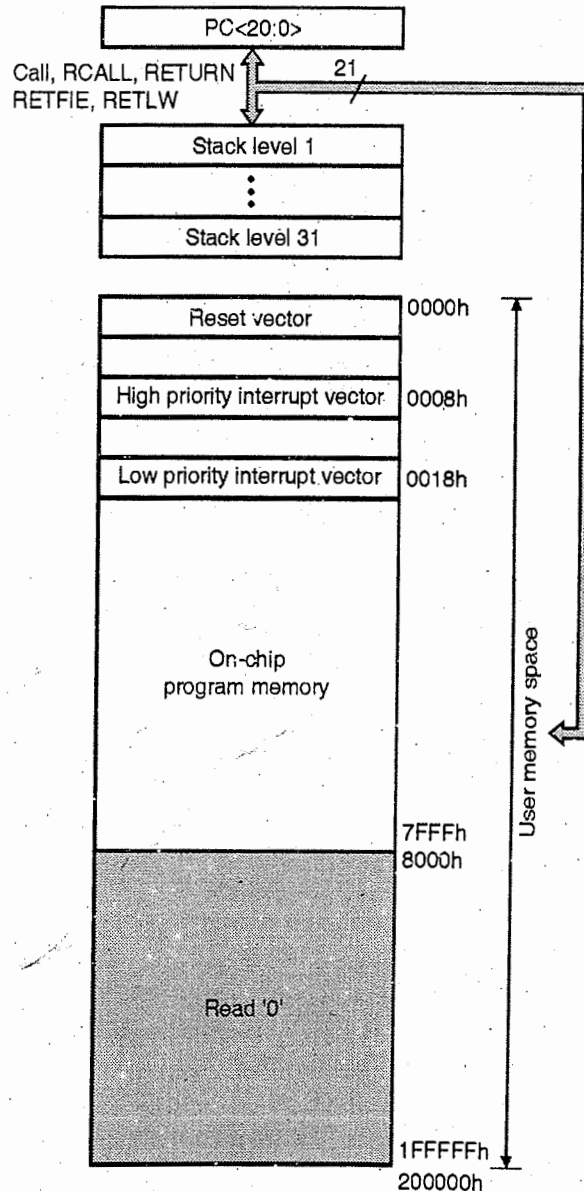 PC<20:0>
Call, RCALL, RETURN
RETFIE, RETLW
21
Stack level 1
Stack level 31
Reset vector
0000h
High priority interrupt vector
0008h
Low priority interrupt vector
0018h
On-chip
program memory
User memory space
7FFFh
8000h
Read '0'
1FFFFFh
200000h